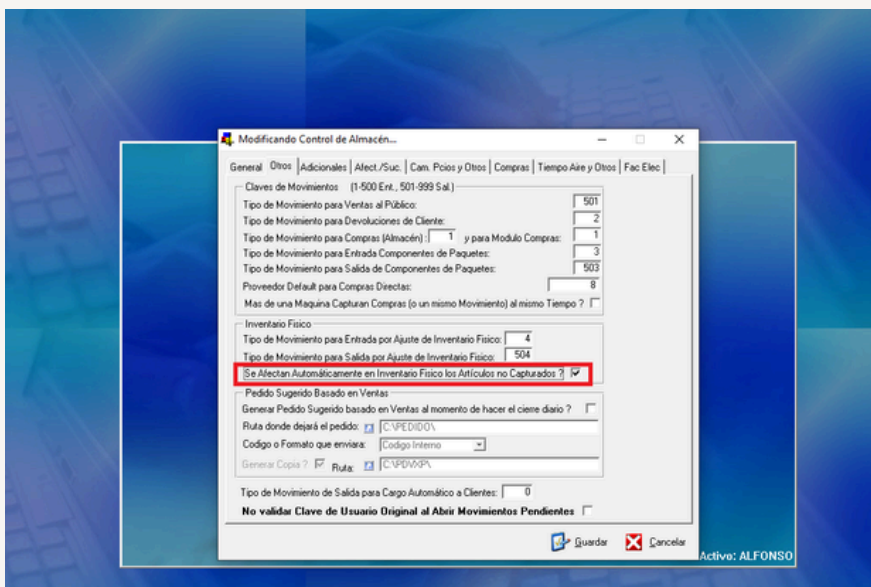 Modificando Control de Almacén...
General Otros Adicionales Afect./Suc. Cam. Pcios y Otros Compras Tiempo Aire y Otros Fac Elec
Claves de Movimientos (1-500 Ent., 501-999 Sal.)
Tipo de Movimiento para Ventas al Público: 501
Tipo de Movimiento para Devoluciones de Cliente: 2
Tipo de Movimiento para Compras (Almacén) : 1 y para Modulo Compras: 1
Tipo de Movimiento para Entrada Componentes de Paquetes: 3
Tipo de Movimiento para Salida de Componentes de Paquetes: 503
Proveedor Default para Compras Directas: 8
Mas de una Maquina Capturan Compras (o un mismo Movimiento) al mismo Tiempo ?
Inventario Fisico
Tipo de Movimiento para Entrada por Ajuste de Inventario Fisico: 4
Tipo de Movimiento para Salida por Ajuste de Inventario Fisico: 504
Se Afectan Automáticamente en Inventario Fisico los Artículos no Capturados ?
Pedido Sugerido Basado en Ventas
Generar Pedido Sugerido basado en Ventas al momento de hacer el cierre diario ?
Ruta donde dejará el pedido: C:\PEDIDO\
Codigo o Formato que enviara: Codigo Interno
Generar Copia ? Ruta: C:\PDVXP\
Tipo de Movimiento de Salida para Cargo Automático a Clientes: 0
No validar Clave de Usuario Original al Abrir Movimientos Pendientes
Guardar Cancelar
Activo: ALFONSO